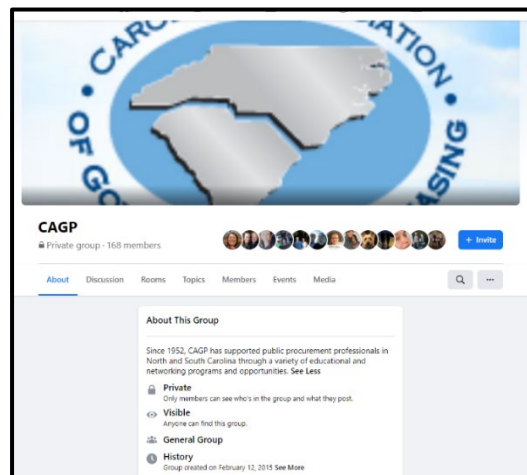 CAROL
CIATION
OF GO
ASING
CAGP
Private group · 168 members
+ Invite
About Discussion Rooms Topics Members Events Media
About This Group
Since 1952, CAGP has supported public procurement professionals in
North and South Carolina through a variety of educational and
networking programs and opportunities. See Less
Private
Only members can see who's in the group and what they post.
Visible
Anyone can find this group.
General Group
History
Group created on February 12, 2015 See More